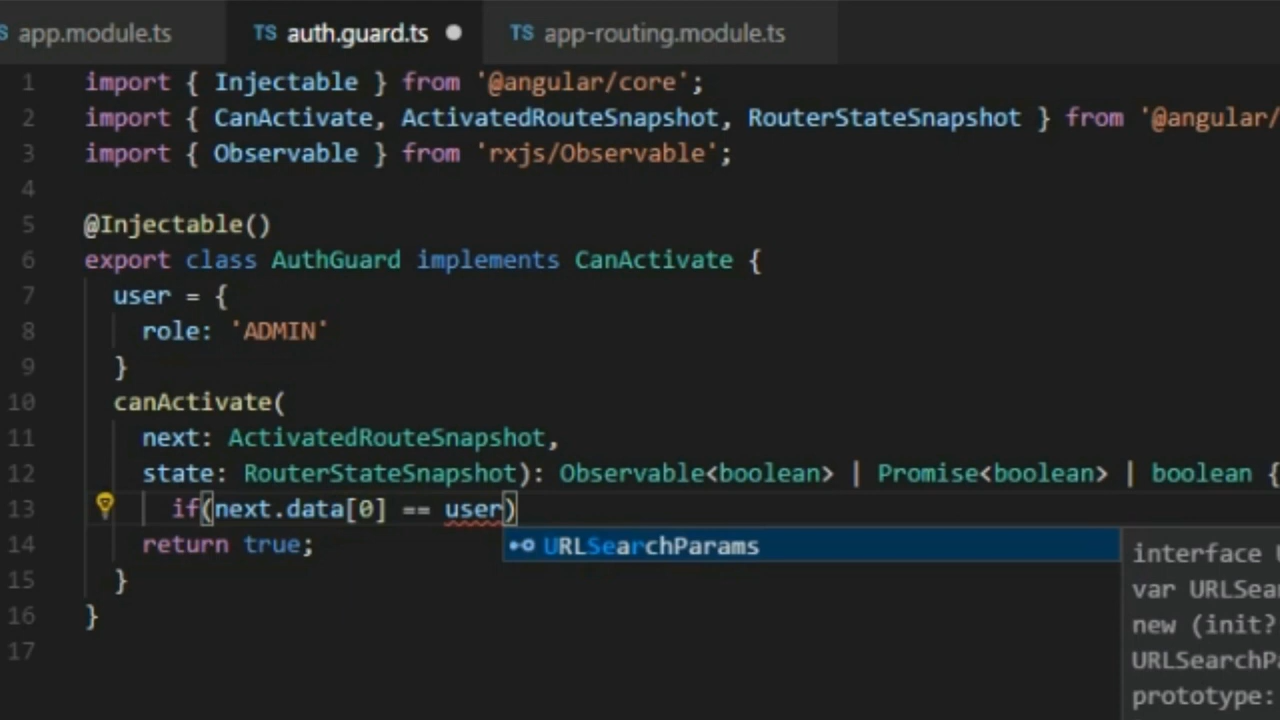 TS app.module.ts TS auth.guard.ts TS app-routing.module.ts
1 import { Injectable } from '@angular/core';
2 import { CanActivate, ActivatedRouteSnapshot, RouterStateSnapshot } from '@angular/
3 import { Observable } from 'rxjs/Observable';
4
5 @Injectable()
6 export class AuthGuard implements CanActivate {
7 user = {
8 role: 'ADMIN'
9 }
10 canActivate(
11 next: ActivatedRouteSnapshot,
12 state: RouterStateSnapshot): Observable<boolean> | Promise<boolean> | boolean {
13 if(next.data[0] == user)
14 return true;
URLSearchParams
15 }
16 }
17
interface
var URLSear
new (init?
URLSearchPa
prototype: